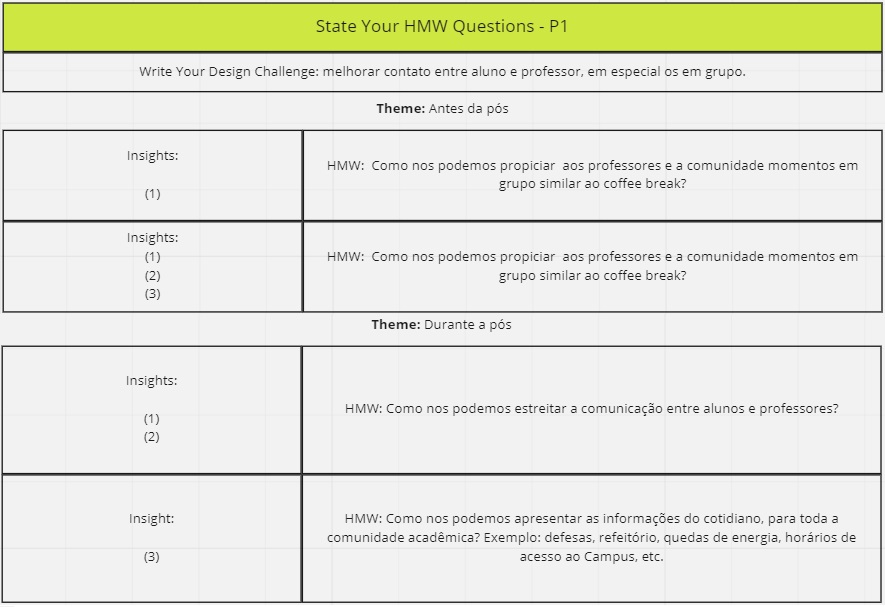 State Your HMW Questions - P1
Write Your Design Challenge: melhorar contato entre aluno e professor, em especial os em grupo.
Theme: Antes da pós
Insights:
(1)
HMW:  Como nos podemos propiciar  aos professores e a comunidade momentos em
grupo similar ao coffee break?
Insights:
(1)
(2)
(3)
HMW:  Como nos podemos propiciar  aos professores e a comunidade momentos em
grupo similar ao coffee break?
Theme: Durante a pós
Insights:
(1)
(2)
HMW: Como nos podemos estreitar a comunicação entre alunos e professores?
Insight:
(3)
HMW: Como nos podemos apresentar as informações do cotidiano, para toda a
comunidade acadêmica? Exemplo: defesas, refeitório, quedas de energia, horários de
acesso ao Campus, etc.